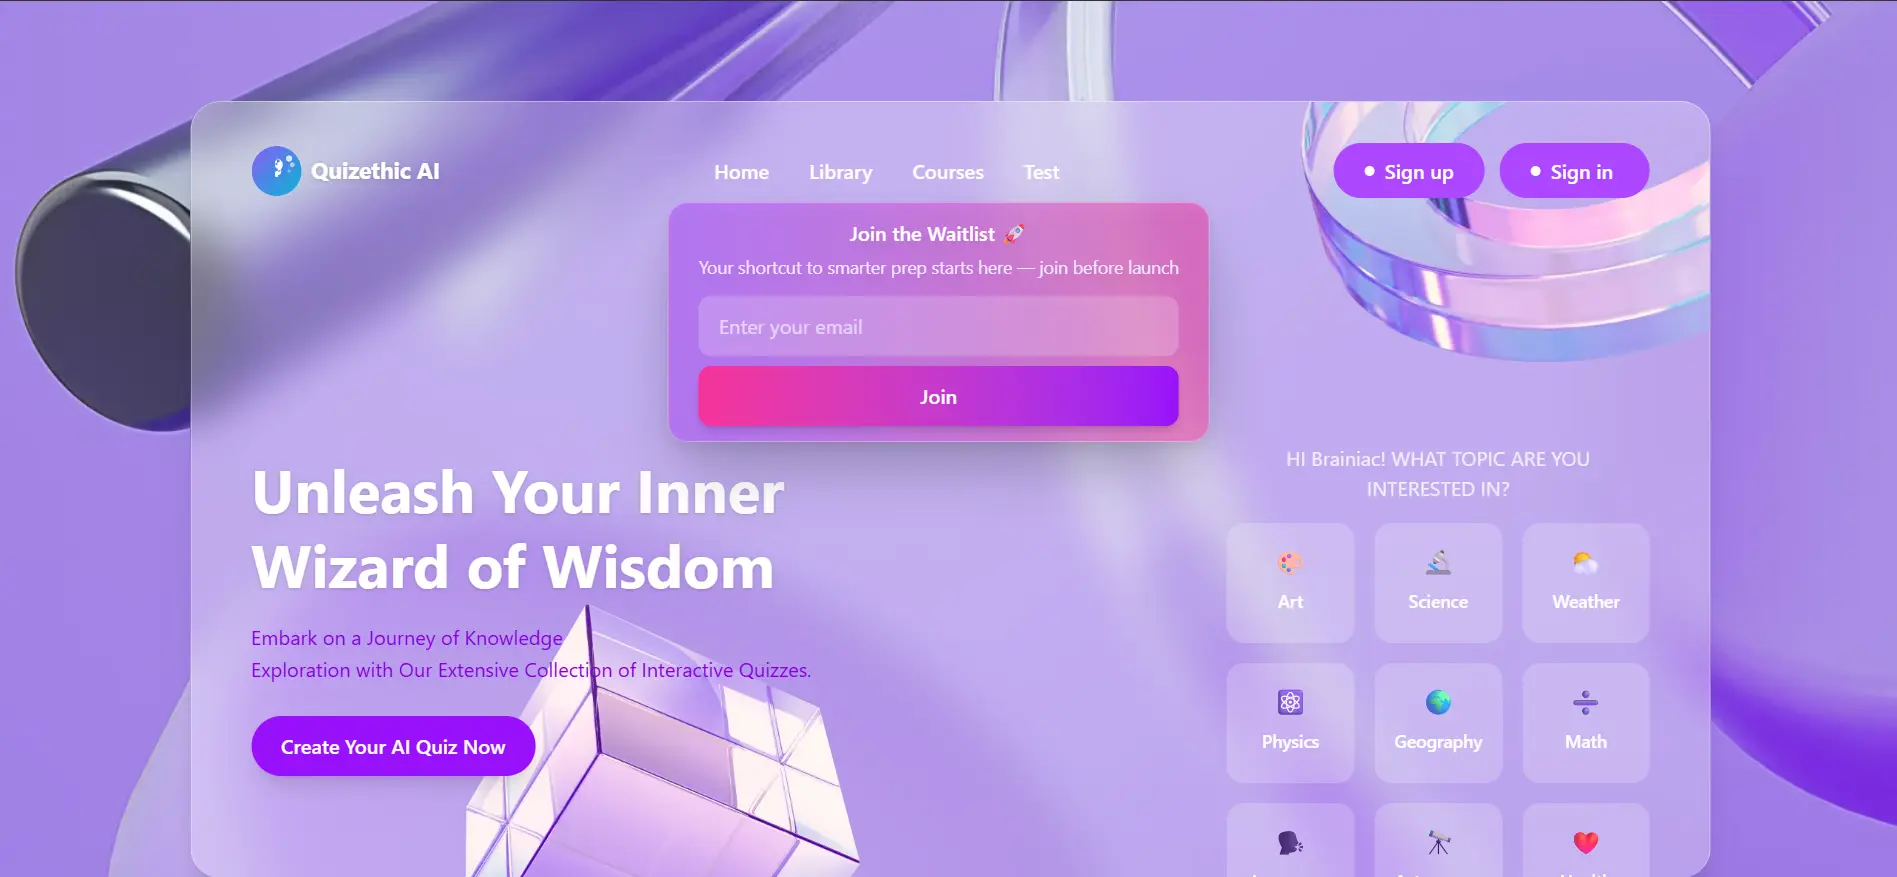 Quizethic AI
Home
Library
Courses
Test
Sign up
Sign in
Join the Waitlist 🚀
Your shortcut to smarter prep starts here — join before launch
Enter your email
Join
Unleash Your Inner
Wizard of Wisdom
Embark on a Journey of Knowledge
Exploration with Our Extensive Collection of Interactive Quizzes.
Create Your AI Quiz Now
HI Brainiac! WHAT TOPIC ARE YOU
INTERESTED IN?
Art
Science
Weather
Physics
Geography
Math